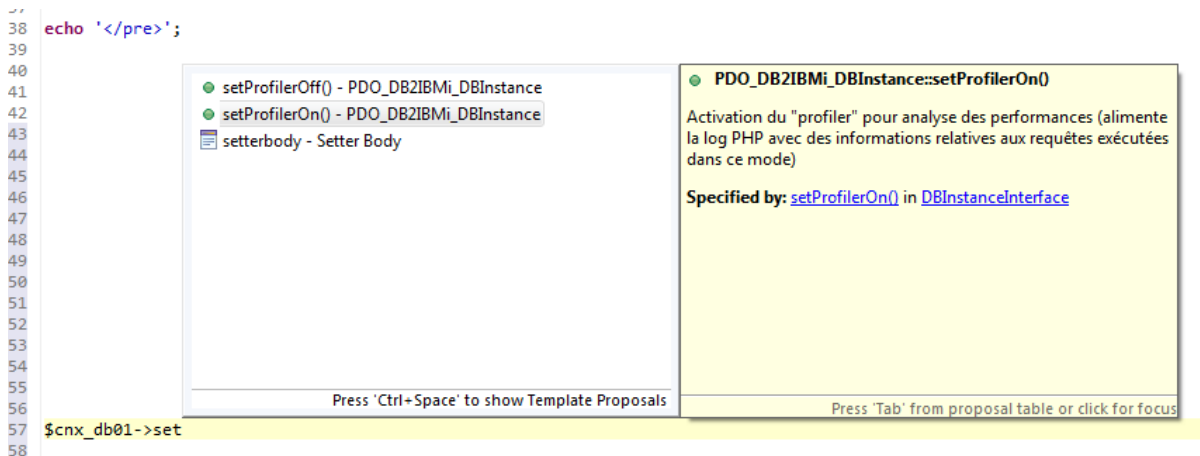 37
38 echo '</pre>';
39
40
41
42
43
44
45
46
47
48
49
50
51
52
53
54
55
56
57 $cnx_db01->set
58
setProfilerOff() - PDO_DB2IBMi_DBInstance
setProfilerOn() - PDO_DB2IBMi_DBInstance
setterbody - Setter Body
Press 'Ctrl+Space' to show Template Proposals
PDO_DB2IBMi_DBInstance::setProfilerOn()
Activation du "profiler" pour analyse des performances (alimente
la log PHP avec des informations relatives aux requêtes exécutées
dans ce mode)
Specified by: setProfilerOn() in DBInstanceInterface
Press 'Tab' from proposal table or click for focus